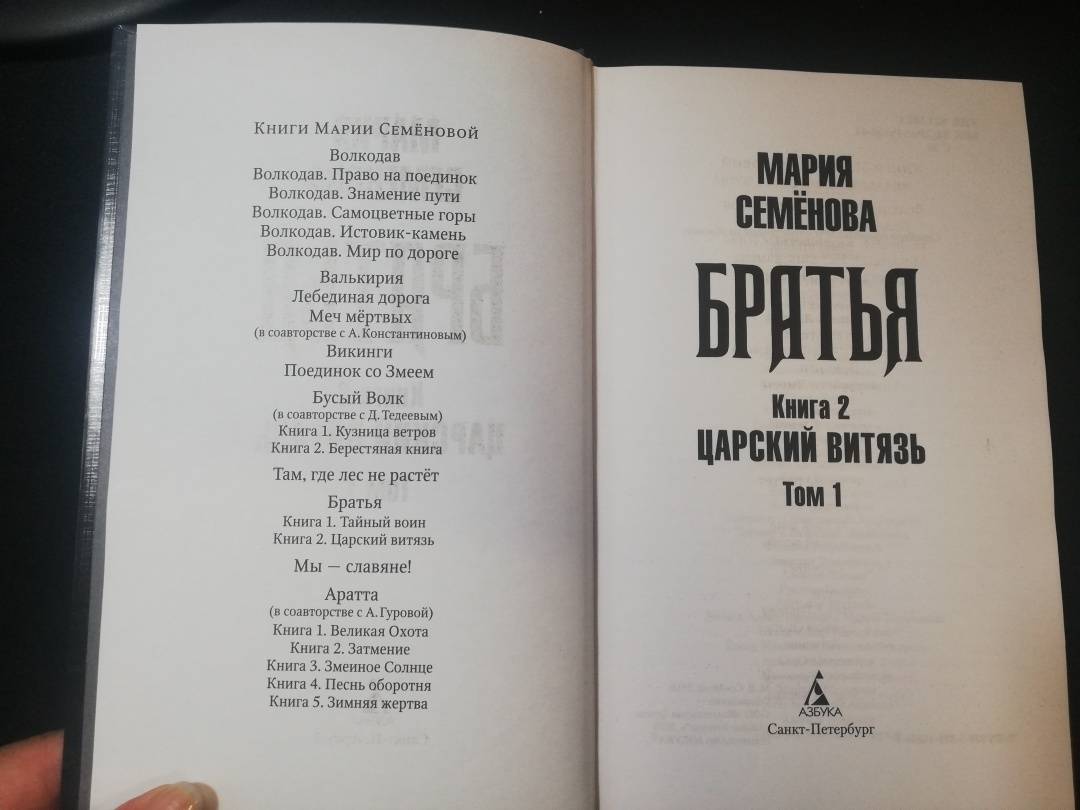 Книги Марии Семёновой
Волкодав
Волкодав. Право на поединок
Волкодав. Знамение пути
Волкодав. Самоцветные горы
Волкодав. Истовик-камень
Волкодав. Мир по дороге
Валькирия
Лебединая дорога
Меч мёртвых
(в соавторстве с А. Константиновым)
Викинги
Поединок со Змеем
Бусый Волк
(в соавторстве с Д. Тедеевым)
Книга 1. Кузница ветров
Книга 2. Берестяная книга
Там, где лес не растёт
Братья
Книга 1. Тайный воин
Книга 2. Царский витязь
Мы — славяне!
Аратта
(в соавторстве с А. Гуровой)
Книга 1. Великая Охота
Книга 2. Затмение
Книга 3. Змеиное Солнце
Книга 4. Песнь оборотня
Книга 5. Зимняя жертва
МАРИЯ
СЕМЁНОВА
БРАТЬЯ
Книга 2
ЦАРСКИЙ ВИТЯЗЬ
Том 1
АЗБУКА
Санкт-Петербург